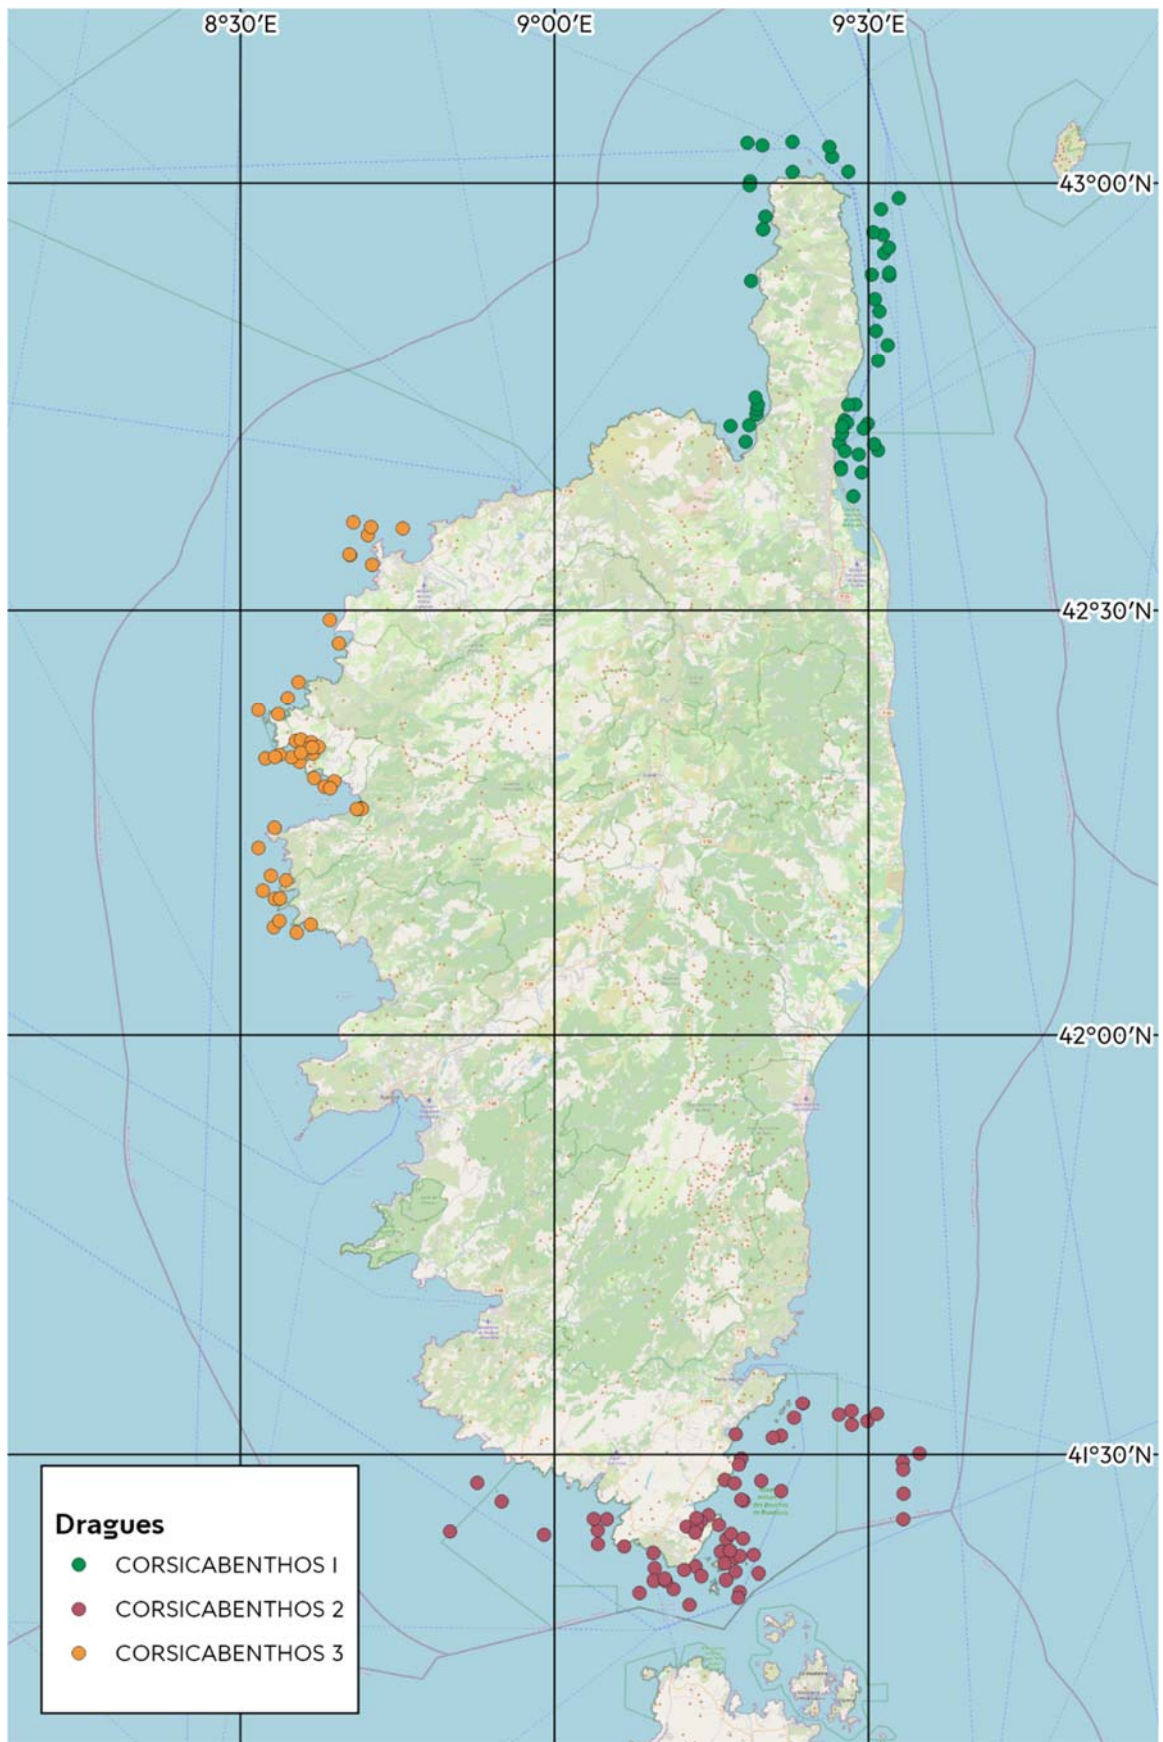 8°30′E
9°00′E
9°30′E
43°00′N
42°30′N
42°00′N
41°30′N
Dragues
CORSICABENTHOS I
CORSICABENTHOS 2
CORSICABENTHOS 3